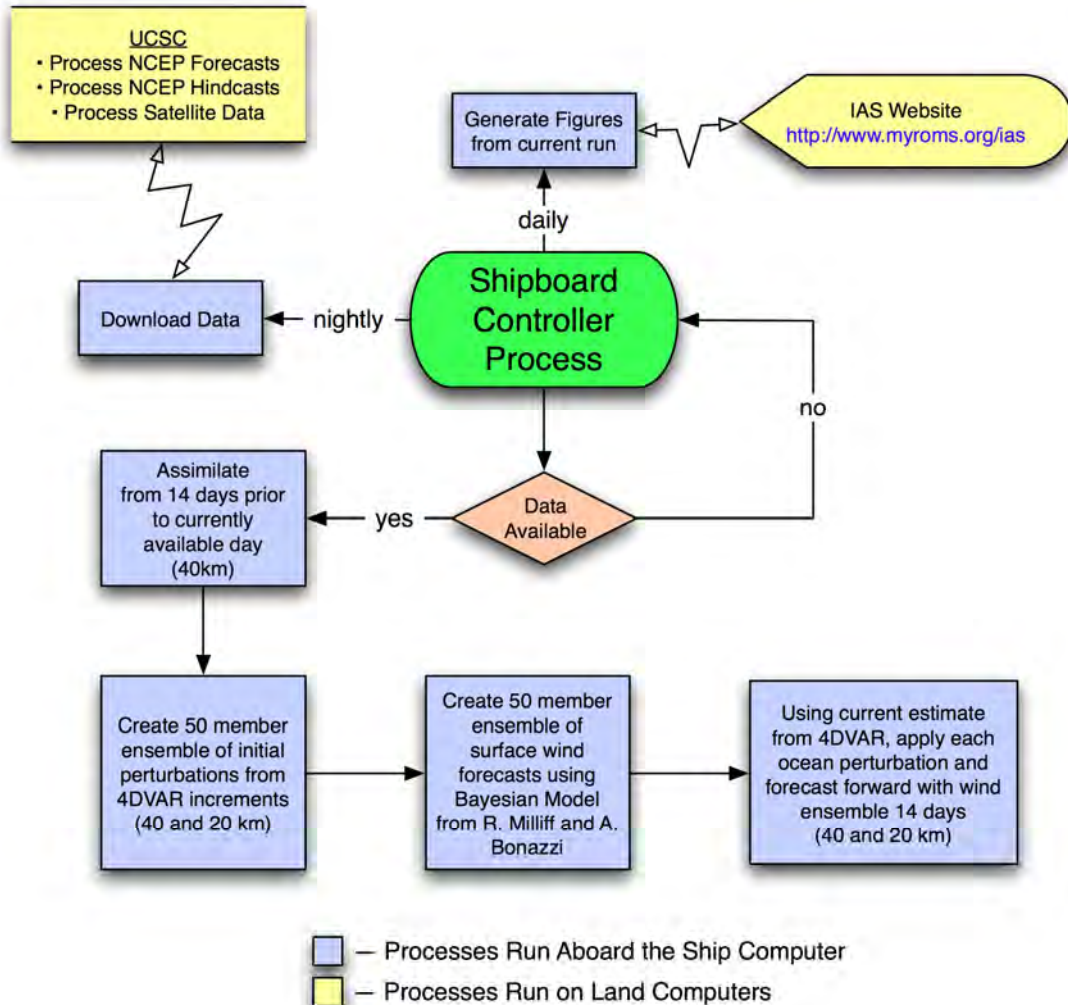 UCSC
• Process NCEP Forecasts
• Process NCEP Hindcasts
• Process Satellite Data
Generate Figures
from current run
IAS Website
http://www.myroms.org/ias
daily
Shipboard
Controller
Process
Download Data
nightly
no
Assimilate
from 14 days prior
to currently
available day
(40km)
yes
Data
Available
Create 50 member
ensemble of initial
perturbations from
4DVAR increments
(40 and 20 km)
Create 50 member
ensemble of
surface wind
forecasts using
Bayesian Model
from R. Milliff and A.
Bonazzi
Using current estimate
from 4DVAR, apply each
ocean perturbation and
forecast forward with wind
ensemble 14 days
(40 and 20 km)
– Processes Run Aboard the Ship Computer
– Processes Run on Land Computers